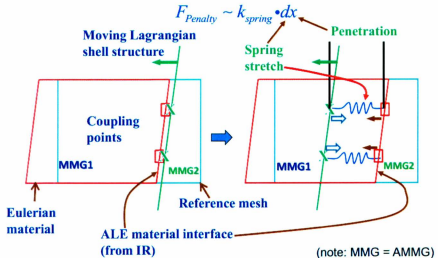 F_Penalty ~ k_spring •dx
Moving Lagrangian
shell structure
Spring
stretch
Penetration
Coupling
points
MMG1
MMG2
MMG1
MMG2
Eulerian
material
Reference mesh
ALE material interface
(from IR)
(note: MMG = AMMG)